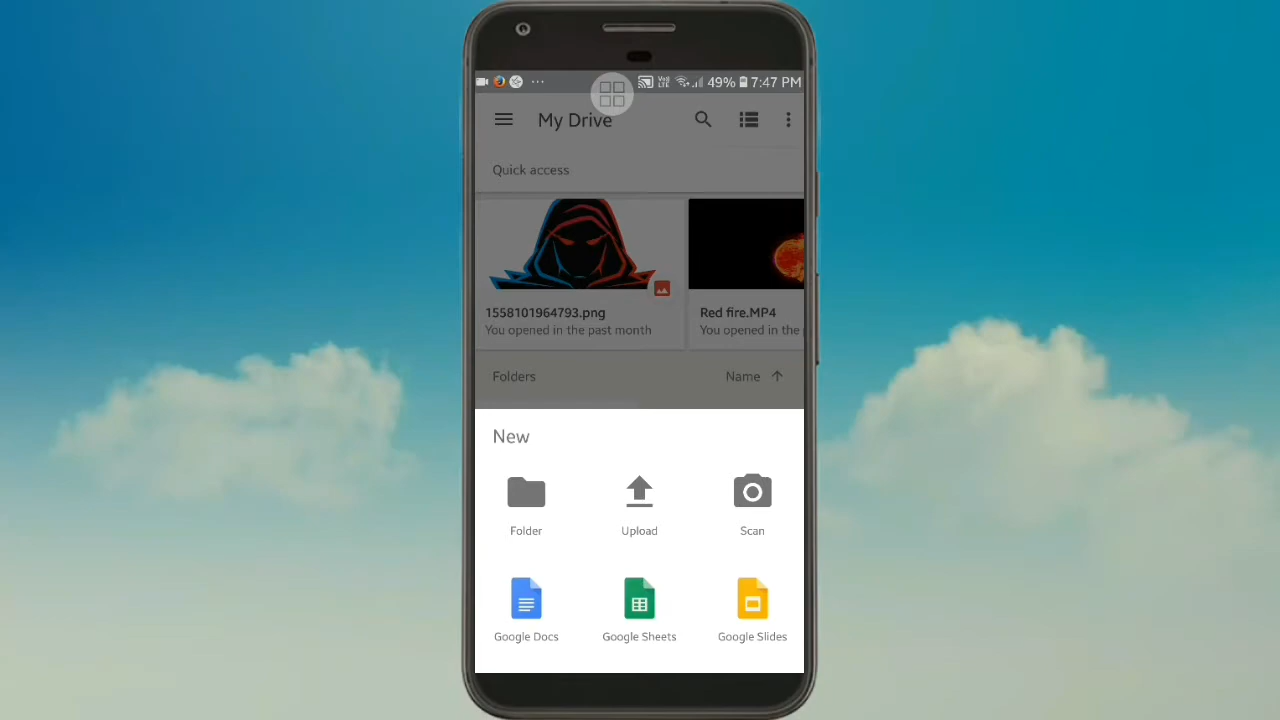 49% 7:47 PM
My Drive
Quick access
1558101964793.png
You opened in the past month
Red fire.MP4
You opened in the
Folders
Name
New
Folder
Upload
Scan
Google Docs
Google Sheets
Google Slides